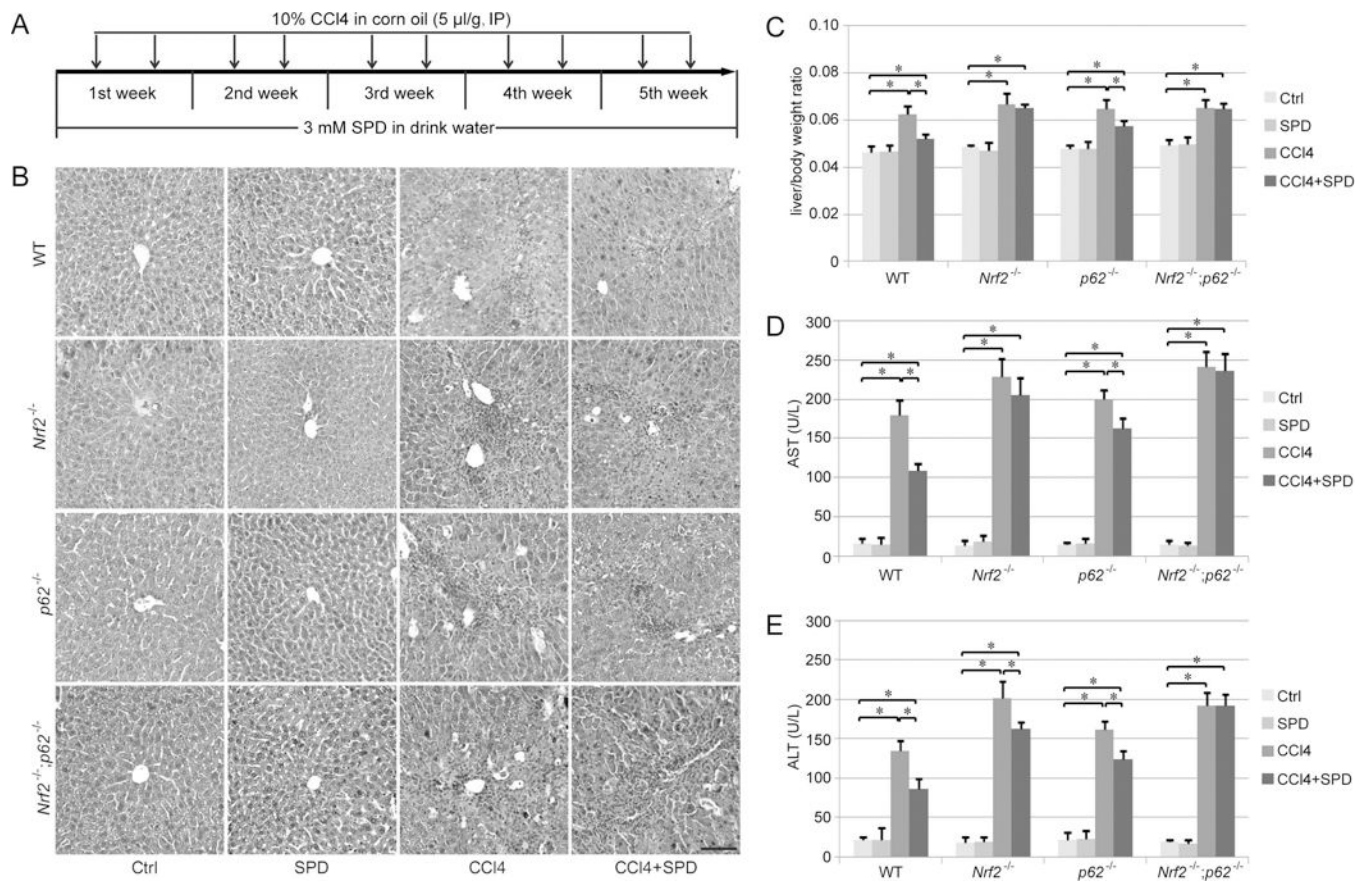 A
10% CCl4 in corn oil (5 µl/g, IP)
1st week 2nd week 3rd week 4th week 5th week
3 mM SPD in drink water
B
WT
Nrf2-/-
p62-/-
Nrf2-/-;p62-/-
Ctrl SPD CCl4 CCl4+SPD
C
liver/body weight ratio
0.10
0.08
0.06
0.04
0.02
0
* * *
* *
* * *
* *
WT Nrf2-/- p62-/- Nrf2-/-;p62-/-
Ctrl
SPD
CCl4
CCl4+SPD
D
AST (U/L)
300
250
200
150
100
50
0
* * *
* *
* * *
* *
WT Nrf2-/- p62-/- Nrf2-/-;p62-/-
Ctrl
SPD
CCl4
CCl4+SPD
E
ALT (U/L)
300
250
200
150
100
50
0
* * *
* * *
* * *
* *
WT Nrf2-/- p62-/- Nrf2-/-;p62-/-
Ctrl
SPD
CCl4
CCl4+SPD